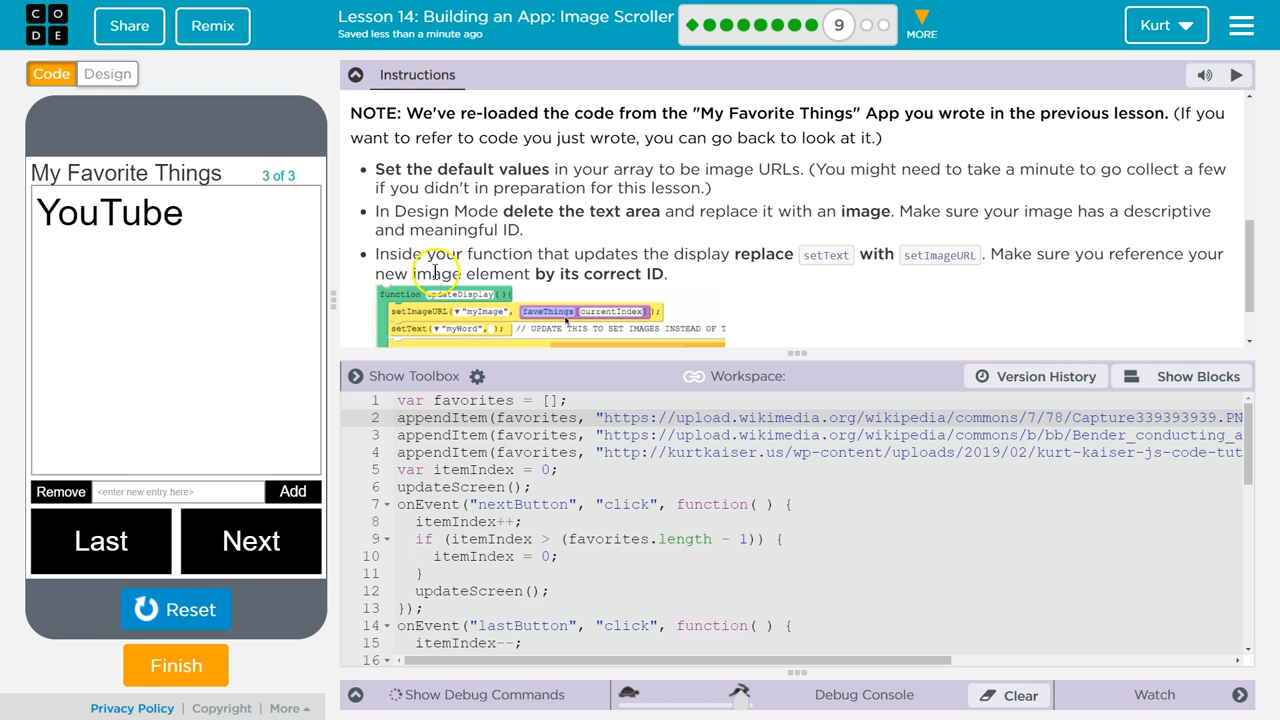 C O
D E
Share
Remix
Lesson 14: Building an App: Image Scroller
Saved less than a minute ago
9
MORE
Kurt
Code
Design
Instructions
NOTE: We've re-loaded the code from the "My Favorite Things" App you wrote in the previous lesson. (If you
want to refer to code you just wrote, you can go back to look at it.)
Set the default values in your array to be image URLs. (You might need to take a minute to go collect a few
if you didn't in preparation for this lesson.)
In Design Mode delete the text area and replace it with an image. Make sure your image has a descriptive
and meaningful ID.
Inside your function that updates the display replace setText with setImageURL. Make sure you reference your
new image element by its correct ID.
function updateDisplay(){
setImageURL(▼"myImage", faveThings[currentIndex]);
setText(▼"myWord", ); // UPDATE THIS TO SET IMAGES INSTEAD OF T
My Favorite Things
3 of 3
YouTube
Remove
<enter new entry here>
Add
Last
Next
Reset
Finish
Show Toolbox
Workspace:
Version History
Show Blocks
1 var favorites = [];
2 appendItem(favorites, "https://upload.wikimedia.org/wikipedia/commons/7/78/Capture339393939.PN
3 appendItem(favorites, "https://upload.wikimedia.org/wikipedia/commons/b/bb/Bender_conducting_a
4 appendItem(favorites, "http://kurtkaiser.us/wp-content/uploads/2019/02/kurt-kaiser-js-code-tut
5 var itemIndex = 0;
6 updateScreen();
7 onEvent("nextButton", "click", function( ) {
8 itemIndex++;
9 if (itemIndex > (favorites.length - 1)) {
10 itemIndex = 0;
11 }
12 updateScreen();
13 });
14 onEvent("lastButton", "click", function( ) {
15 itemIndex--;
16
Show Debug Commands
Debug Console
Clear
Watch
Privacy Policy | Copyright | More